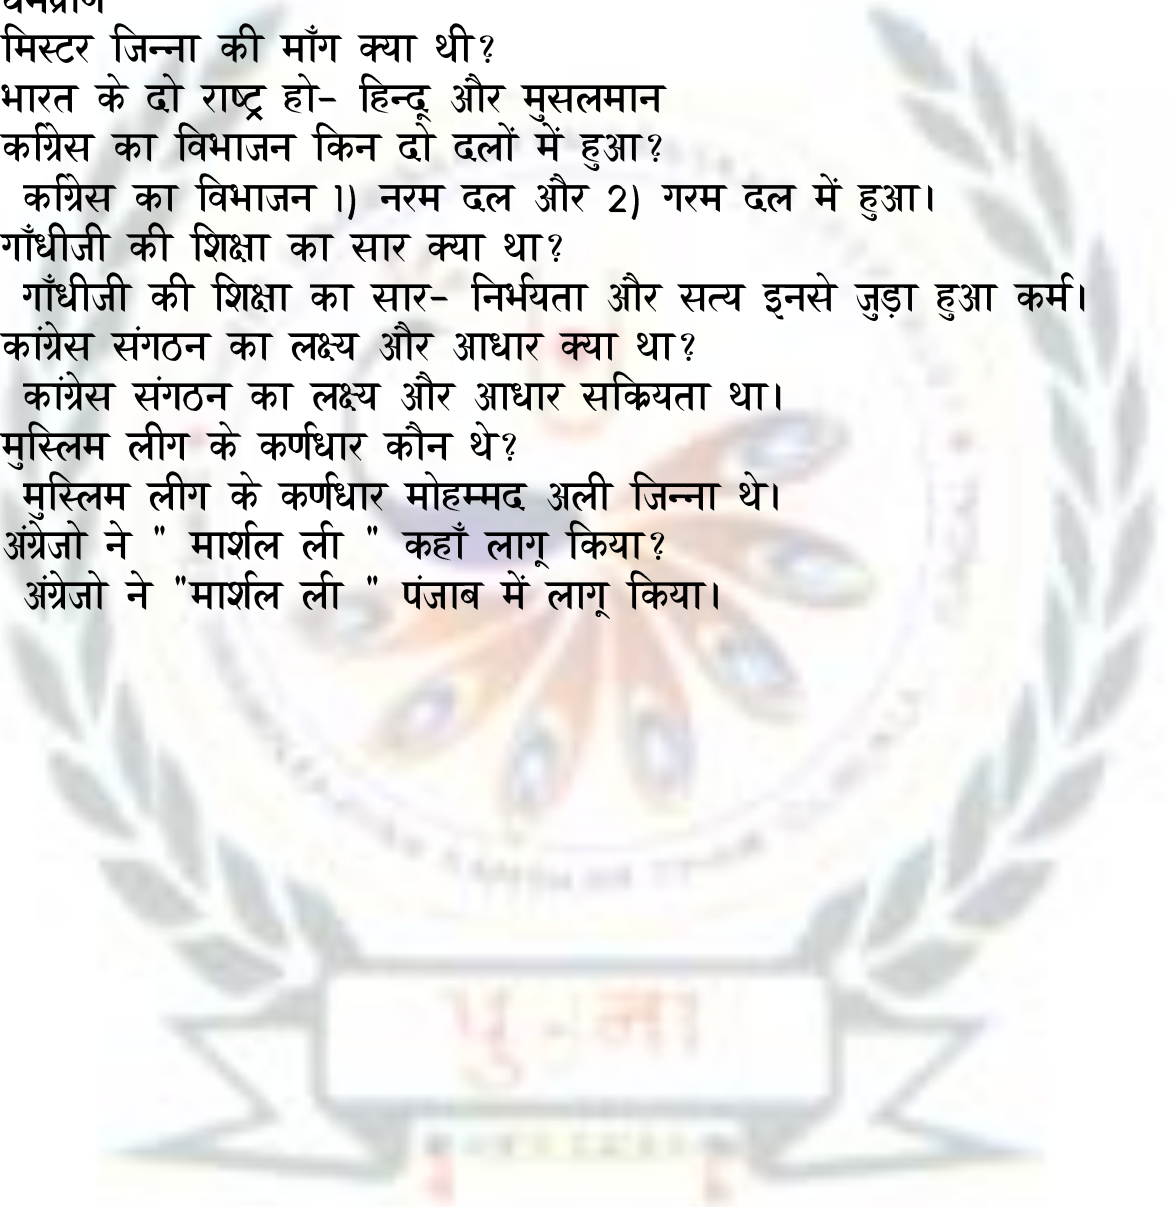 धर्मप्राण
मिस्टर जिन्ना की माँग क्या थी?
भारत के दो राष्ट्र हो- हिन्दू और मुसलमान
काँग्रेस का विभाजन किन दो दलों में हुआ?
काँग्रेस का विभाजन 1) नरम दल और 2) गरम दल में हुआ।
गाँधीजी की शिक्षा का सार क्या था?
गाँधीजी की शिक्षा का सार- निर्भयता और सत्य इनसे जुड़ा हुआ कर्म।
कांग्रेस संगठन का लक्ष्य और आधार क्या था?
कांग्रेस संगठन का लक्ष्य और आधार सक्रियता था।
मुस्लिम लीग के कर्णधार कौन थे?
मुस्लिम लीग के कर्णधार मोहम्मद अली जिन्ना थे।
अंग्रेजो ने " मार्शल ली " कहाँ लागू किया?
अंग्रेजो ने "मार्शल ली " पंजाब में लागू किया।
पु - ना